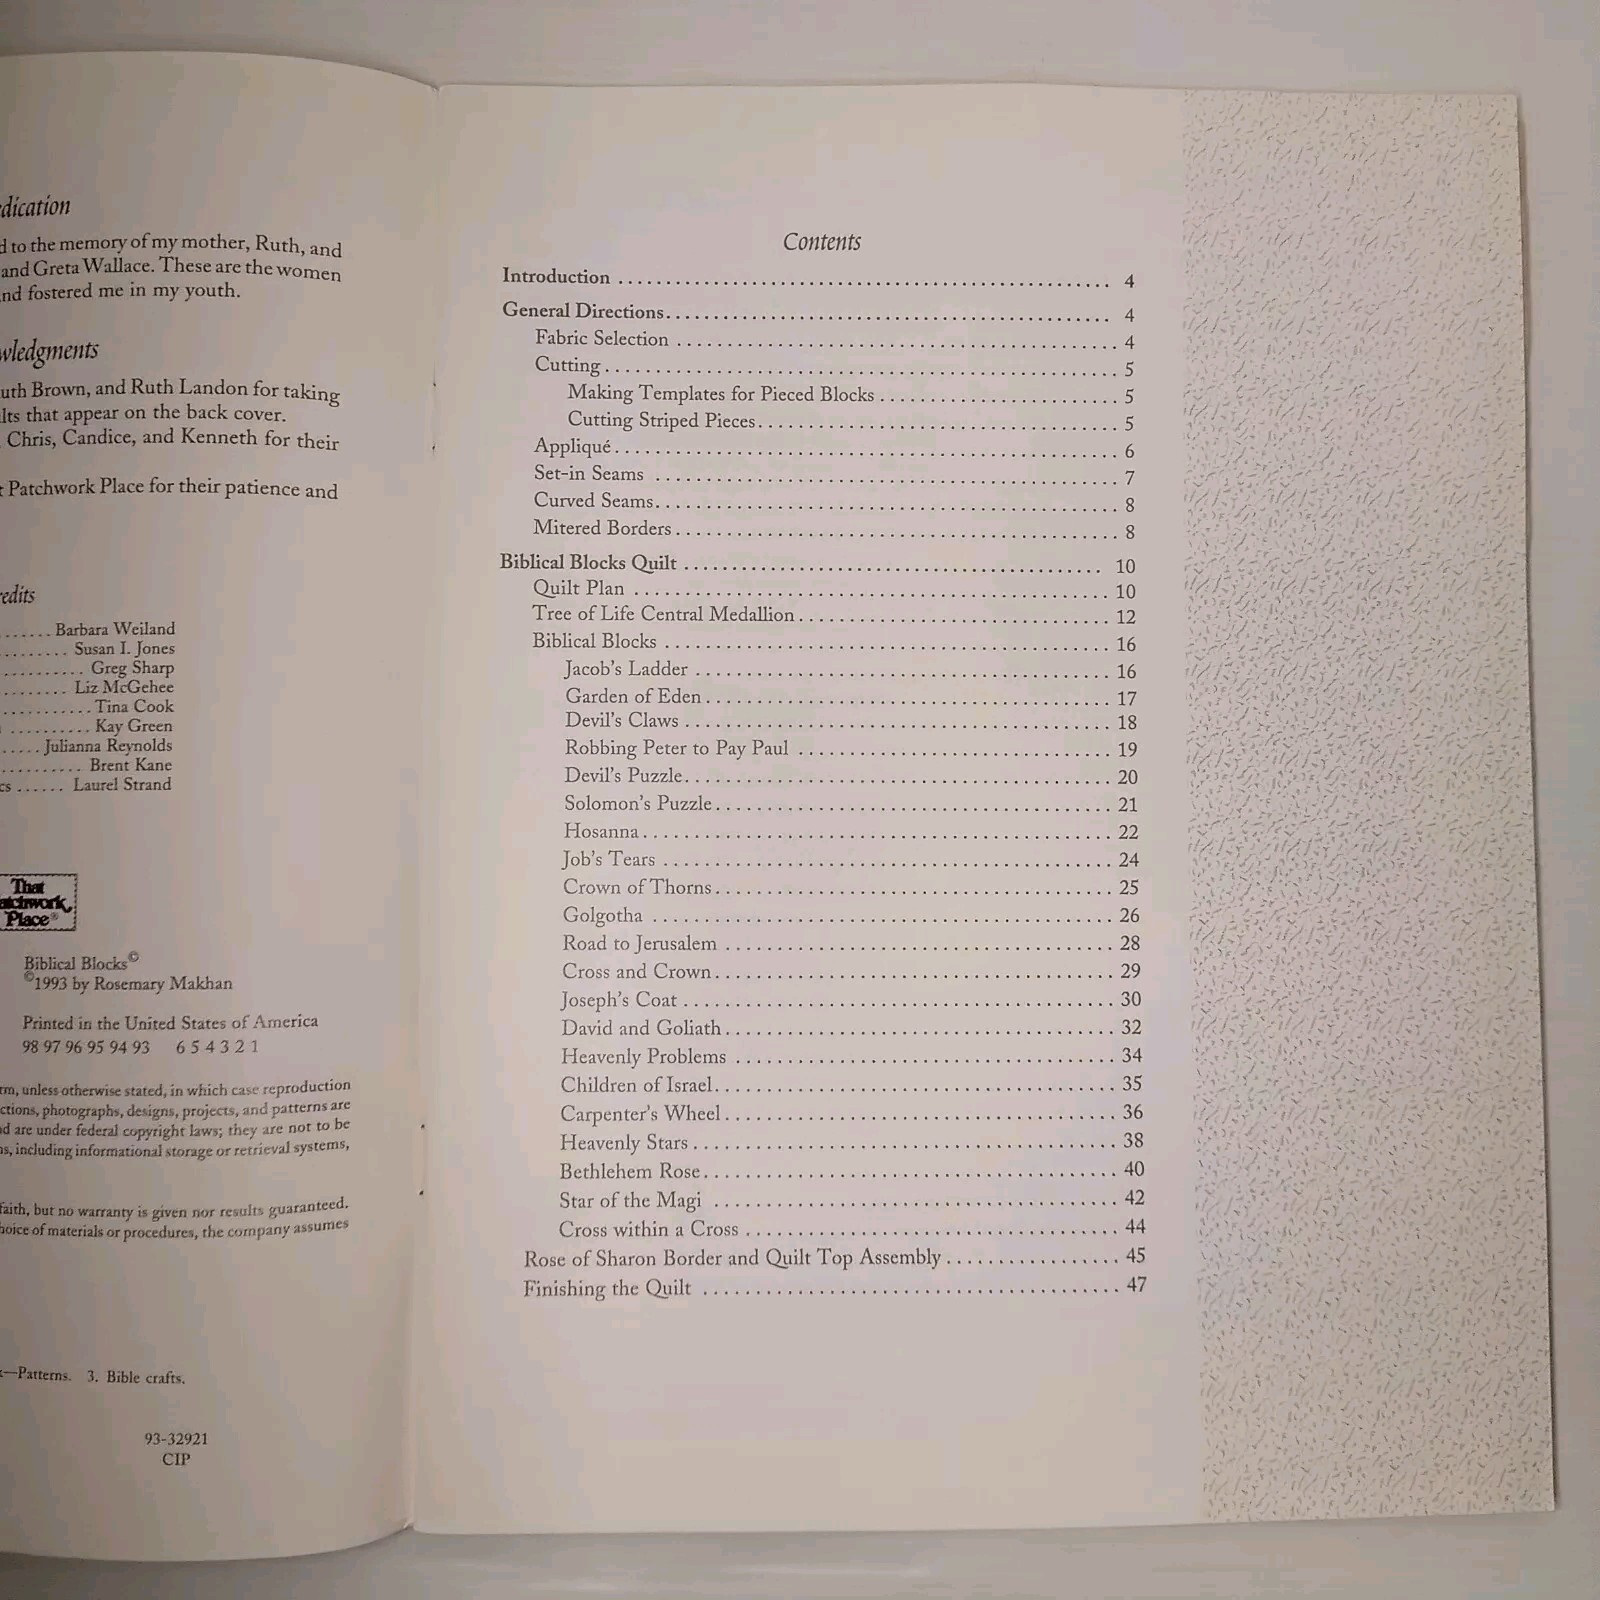 dication
d to the memory of my mother, Ruth, and
and Greta Wallace. These are the women
nd fostered me in my youth.
wledgments
uth Brown, and Ruth Landon for taking
lts that appear on the back cover.
, Chris, Candice, and Kenneth for their
t Patchwork Place for their patience and
edits
....... Barbara Weiland
......... Susan I. Jones
........... Greg Sharp
........ Liz McGehee
........... Tina Cook
.......... Kay Green
..... Julianna Reynolds
.......... Brent Kane
cs ...... Laurel Strand
That
atchwork
Place®
Biblical Blocks©
©1993 by Rosemary Makhan
Printed in the United States of America
98 97 96 95 94 93 6 5 4 3 2 1
rm, unless otherwise stated, in which case reproduction
ctions, photographs, designs, projects, and patterns are
d are under federal copyright laws; they are not to be
ns, including informational storage or retrieval systems,
faith, but no warranty is given nor results guaranteed.
hoice of materials or procedures, the company assumes
—Patterns. 3. Bible crafts.
93-32921
CIP
Contents
Introduction 4
General Directions 4
Fabric Selection 4
Cutting 5
Making Templates for Pieced Blocks 5
Cutting Striped Pieces 5
Appliqué 6
Set-in Seams 7
Curved Seams 8
Mitered Borders 8
Biblical Blocks Quilt 10
Quilt Plan 10
Tree of Life Central Medallion 12
Biblical Blocks 16
Jacob's Ladder 16
Garden of Eden 17
Devil's Claws 18
Robbing Peter to Pay Paul 19
Devil's Puzzle 20
Solomon's Puzzle 21
Hosanna 22
Job's Tears 24
Crown of Thorns 25
Golgotha 26
Road to Jerusalem 28
Cross and Crown 29
Joseph's Coat 30
David and Goliath 32
Heavenly Problems 34
Children of Israel 35
Carpenter's Wheel 36
Heavenly Stars 38
Bethlehem Rose 40
Star of the Magi 42
Cross within a Cross 44
Rose of Sharon Border and Quilt Top Assembly 45
Finishing the Quilt 47